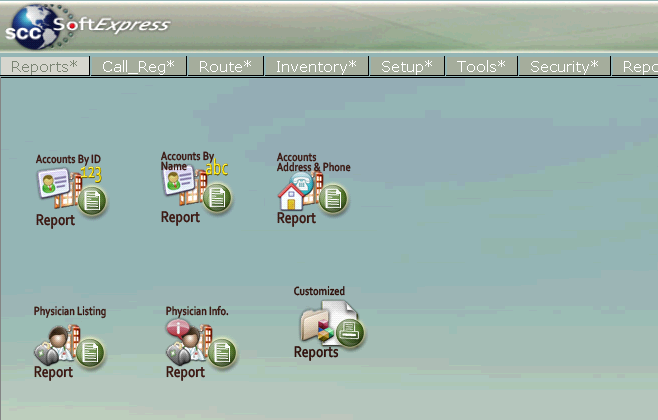 SCC SoftExpress
Reports* Call_Reg* Route* Inventory* Setup* Tools* Security* Repo
Accounts By ID
123
Report
Accounts By
Name
abc
Report
Accounts
Address & Phone
Report
Physician Listing
Report
Physician Info.
i
Report
Customized
Reports